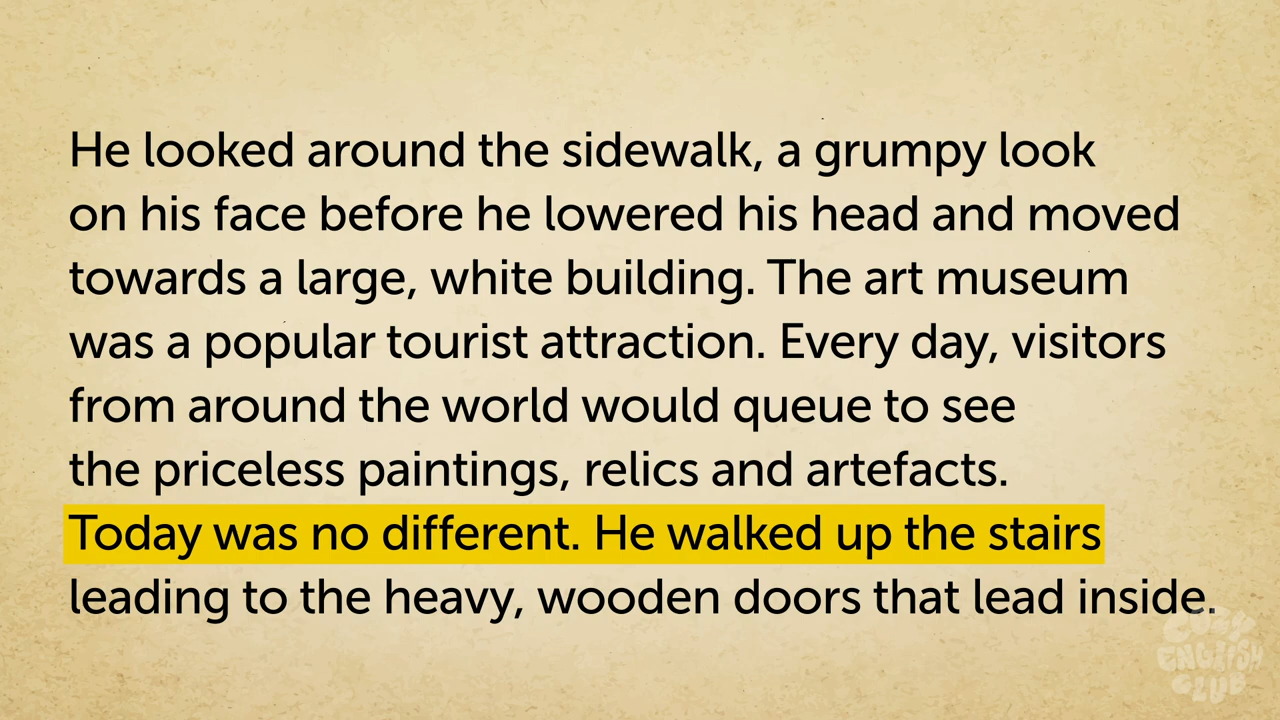 He looked around the sidewalk, a grumpy look
on his face before he lowered his head and moved
towards a large, white building. The art museum
was a popular tourist attraction. Every day, visitors
from around the world would queue to see
the priceless paintings, relics and artefacts.
Today was no different. He walked up the stairs
leading to the heavy, wooden doors that lead inside.
COZY
ENGLISH
CLUB